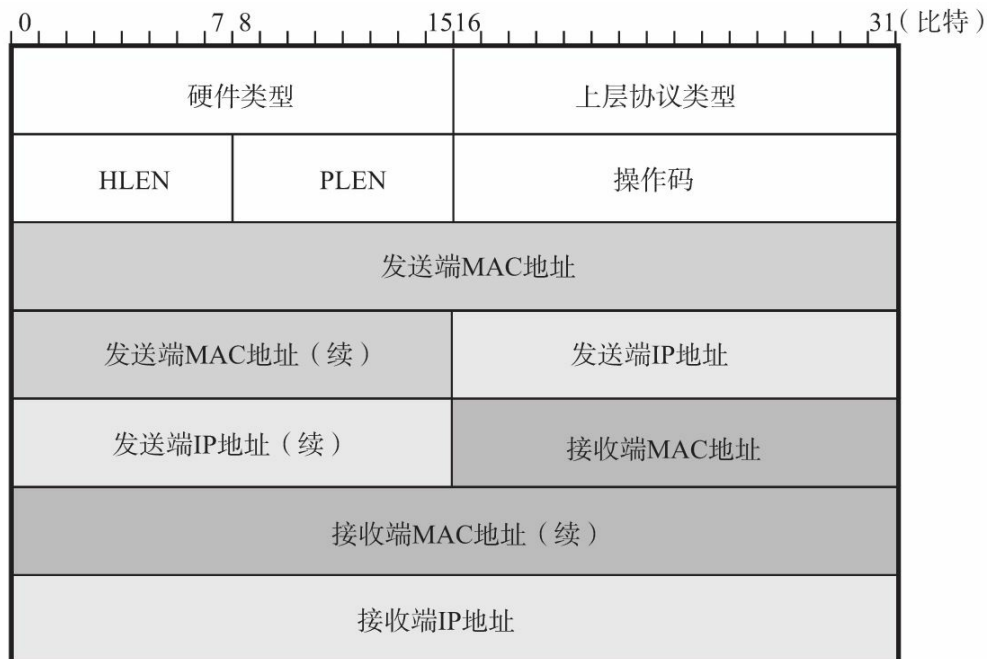 0 7 8 1516 31(比特)
硬件类型 上层协议类型
HLEN PLEN 操作码
发送端MAC地址
发送端MAC地址(续) 发送端IP地址
发送端IP地址(续) 接收端MAC地址
接收端MAC地址(续)
接收端IP地址